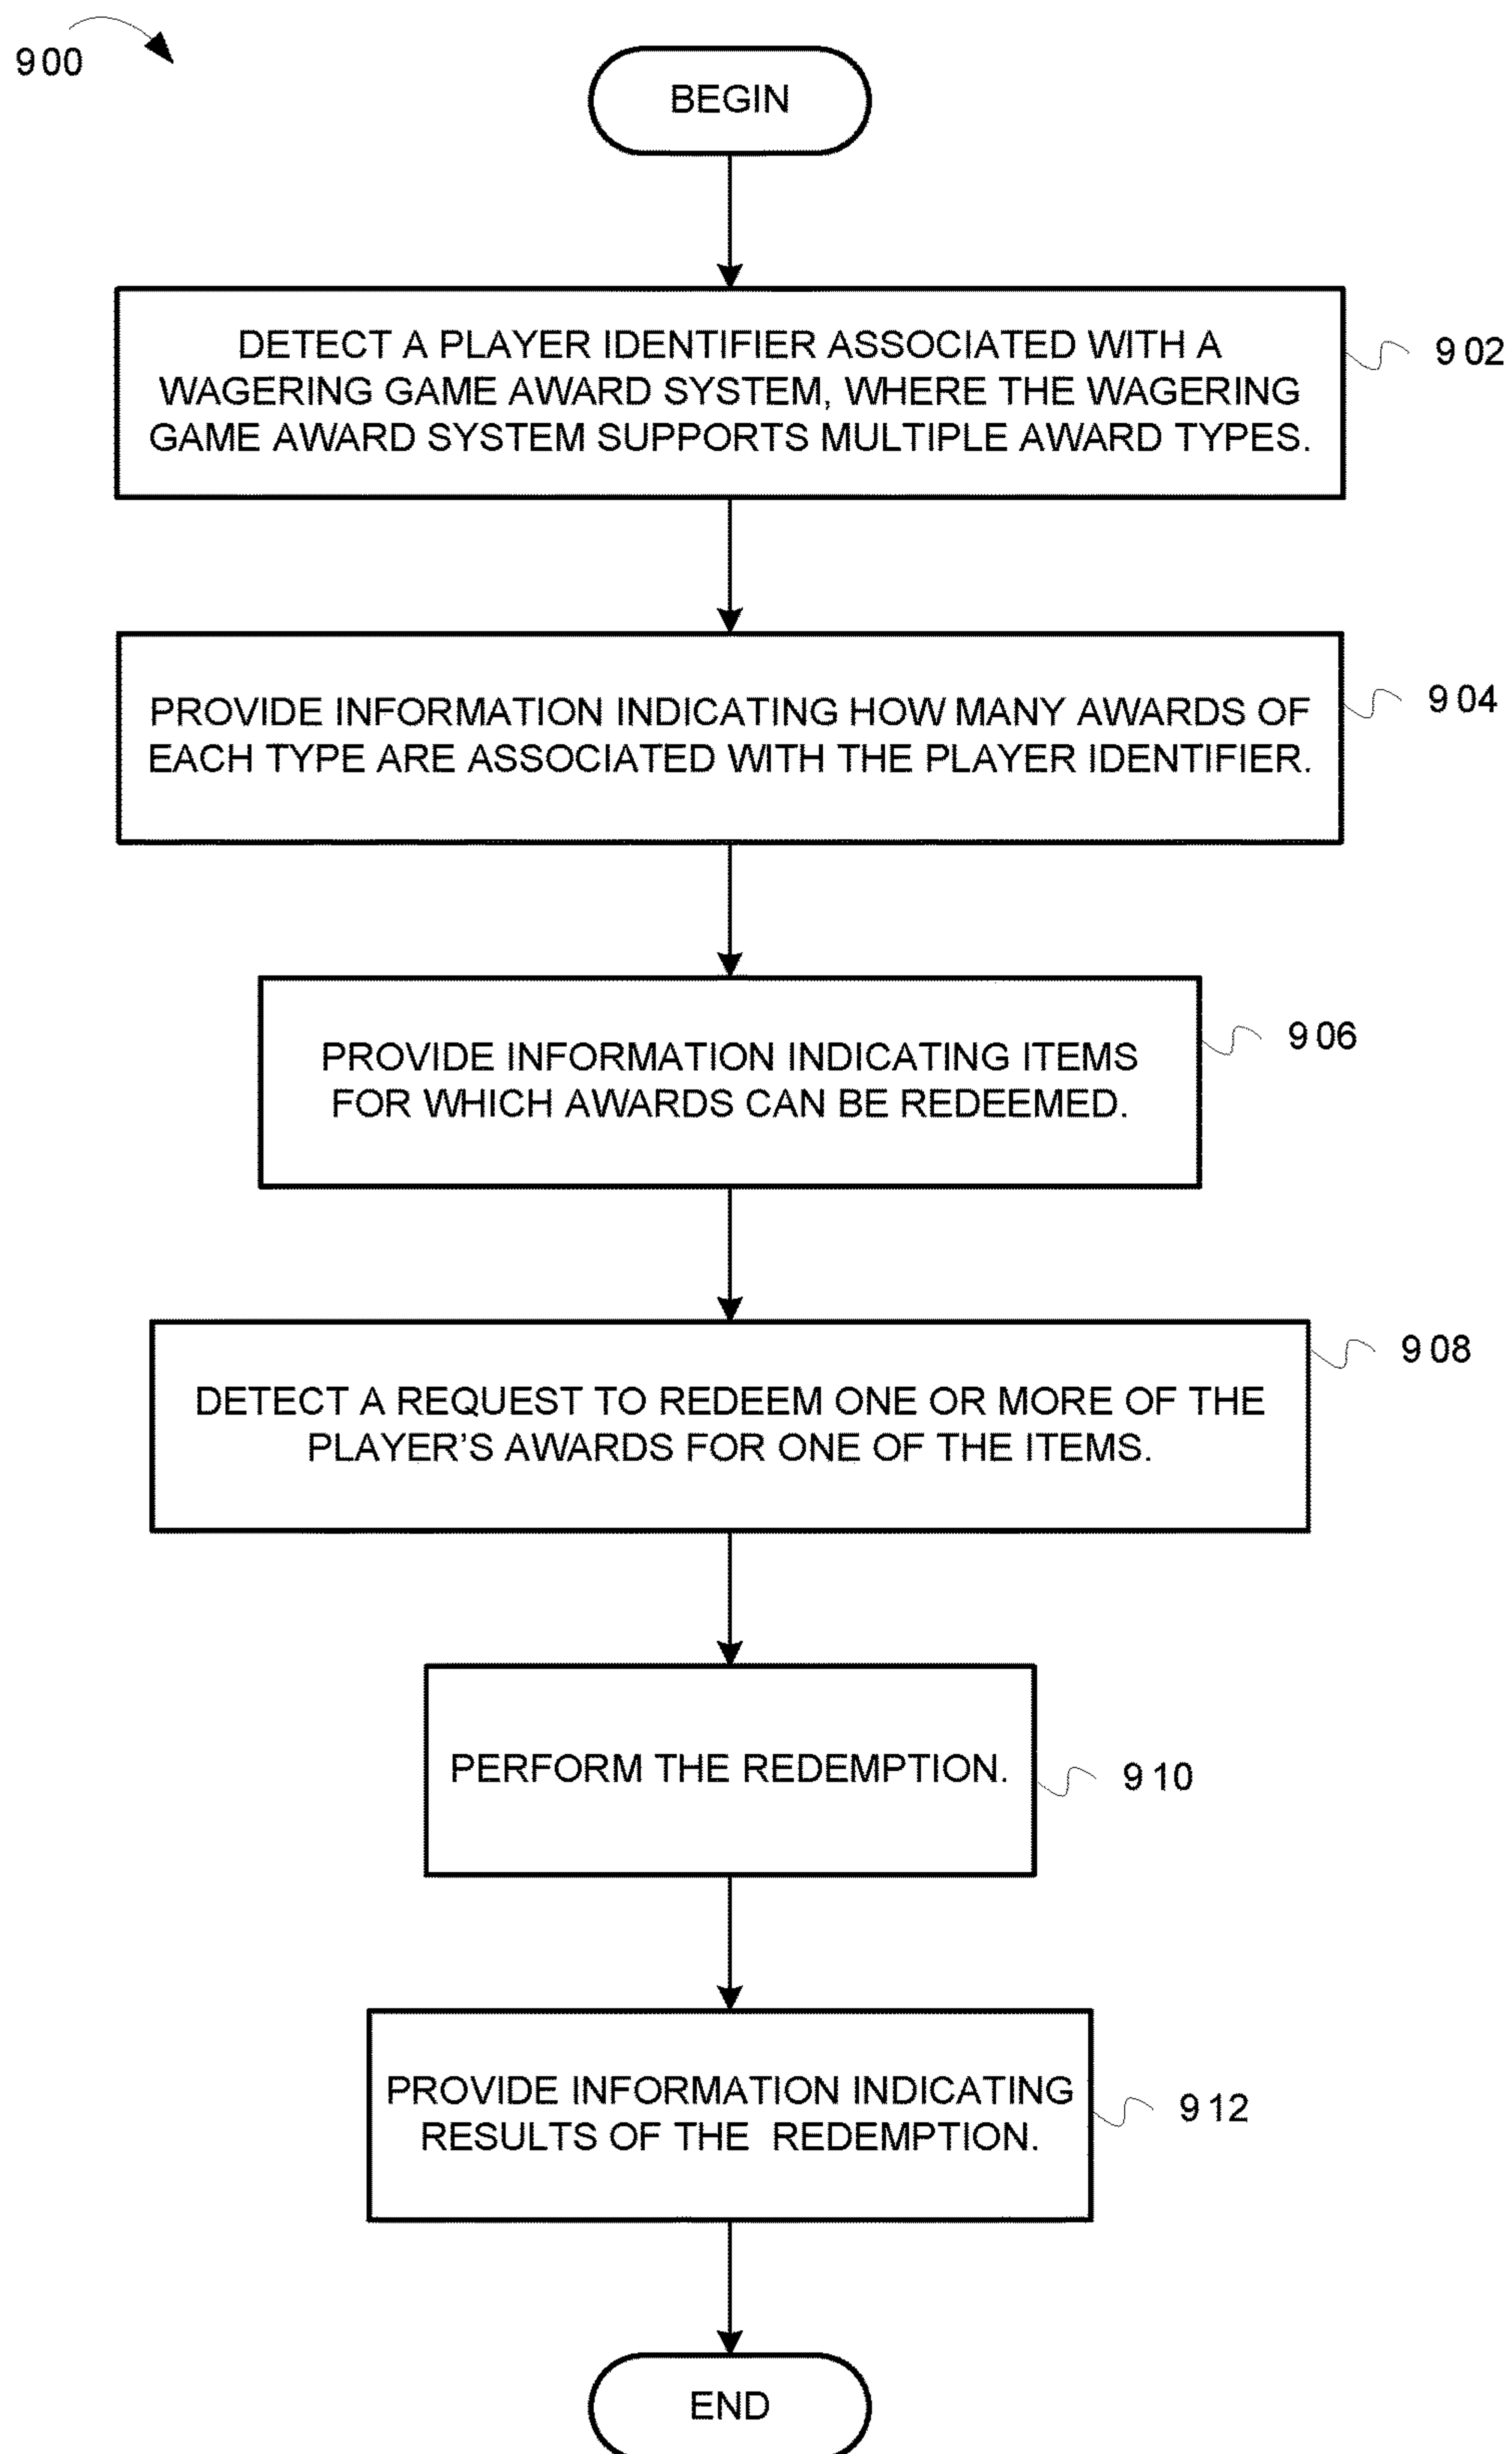 900
BEGIN
DETECT A PLAYER IDENTIFIER ASSOCIATED WITH A
WAGERING GAME AWARD SYSTEM, WHERE THE WAGERING
GAME AWARD SYSTEM SUPPORTS MULTIPLE AWARD TYPES.
902
PROVIDE INFORMATION INDICATING HOW MANY AWARDS OF
EACH TYPE ARE ASSOCIATED WITH THE PLAYER IDENTIFIER.
904
PROVIDE INFORMATION INDICATING ITEMS
FOR WHICH AWARDS CAN BE REDEEMED.
906
DETECT A REQUEST TO REDEEM ONE OR MORE OF THE
PLAYER'S AWARDS FOR ONE OF THE ITEMS.
908
PERFORM THE REDEMPTION.
910
PROVIDE INFORMATION INDICATING
RESULTS OF THE REDEMPTION.
912
END